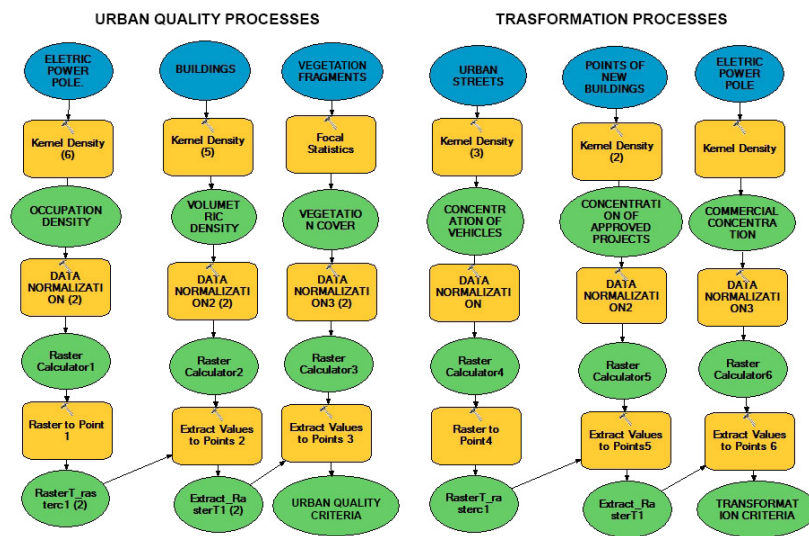 URBAN QUALITY PROCESSES
TRASFORMATION PROCESSES
ELETRIC
POWER
POLE.
BUILDINGS
VEGETATION
FRAGMENTS
URBAN
STREETS
POINTS OF
NEW
BUILDINGS
ELETRIC
POWER
POLE
Kernel Density
(6)
Kernel Density
(5)
Focal
Statistics
Kernel Density
(3)
Kernel Density
(2)
Kernel Density
OCCUPATION
DENSITY
VOLUMET
RIC
DENSITY
VEGETATIO
N COVER
CONCENTR
ATION OF
VEHICLES
CONCENTRATI
ON OF
APPROVED
PROJECTS
COMMERCIAL
CONCENTRA
TION
DATA
NORMALIZATI
ON (2)
DATA
NORMALIZATI
ON2 (2)
DATA
NORMALIZATI
ON3 (2)
DATA
NORMALIZATI
ON
DATA
NORMALIZATI
ON2
DATA
NORMALIZATI
ON3
Raster
Calculator1
Raster
Calculator2
Raster
Calculator3
Raster
Calculator4
Raster
Calculator5
Raster
Calculator6
Raster to Point
1
Extract Values
to Points 2
Extract Values
to Points 3
Raster to
Point4
Extract Values
to Points5
Extract Values
to Points 6
RasterT_ras
terc1 (2)
Extract_Ra
sterT1 (2)
URBAN QUALITY
CRITERIA
RasterT_ra
sterc1
Extract_Ra
sterT1
TRANSFORMAT
ION CRITERIA